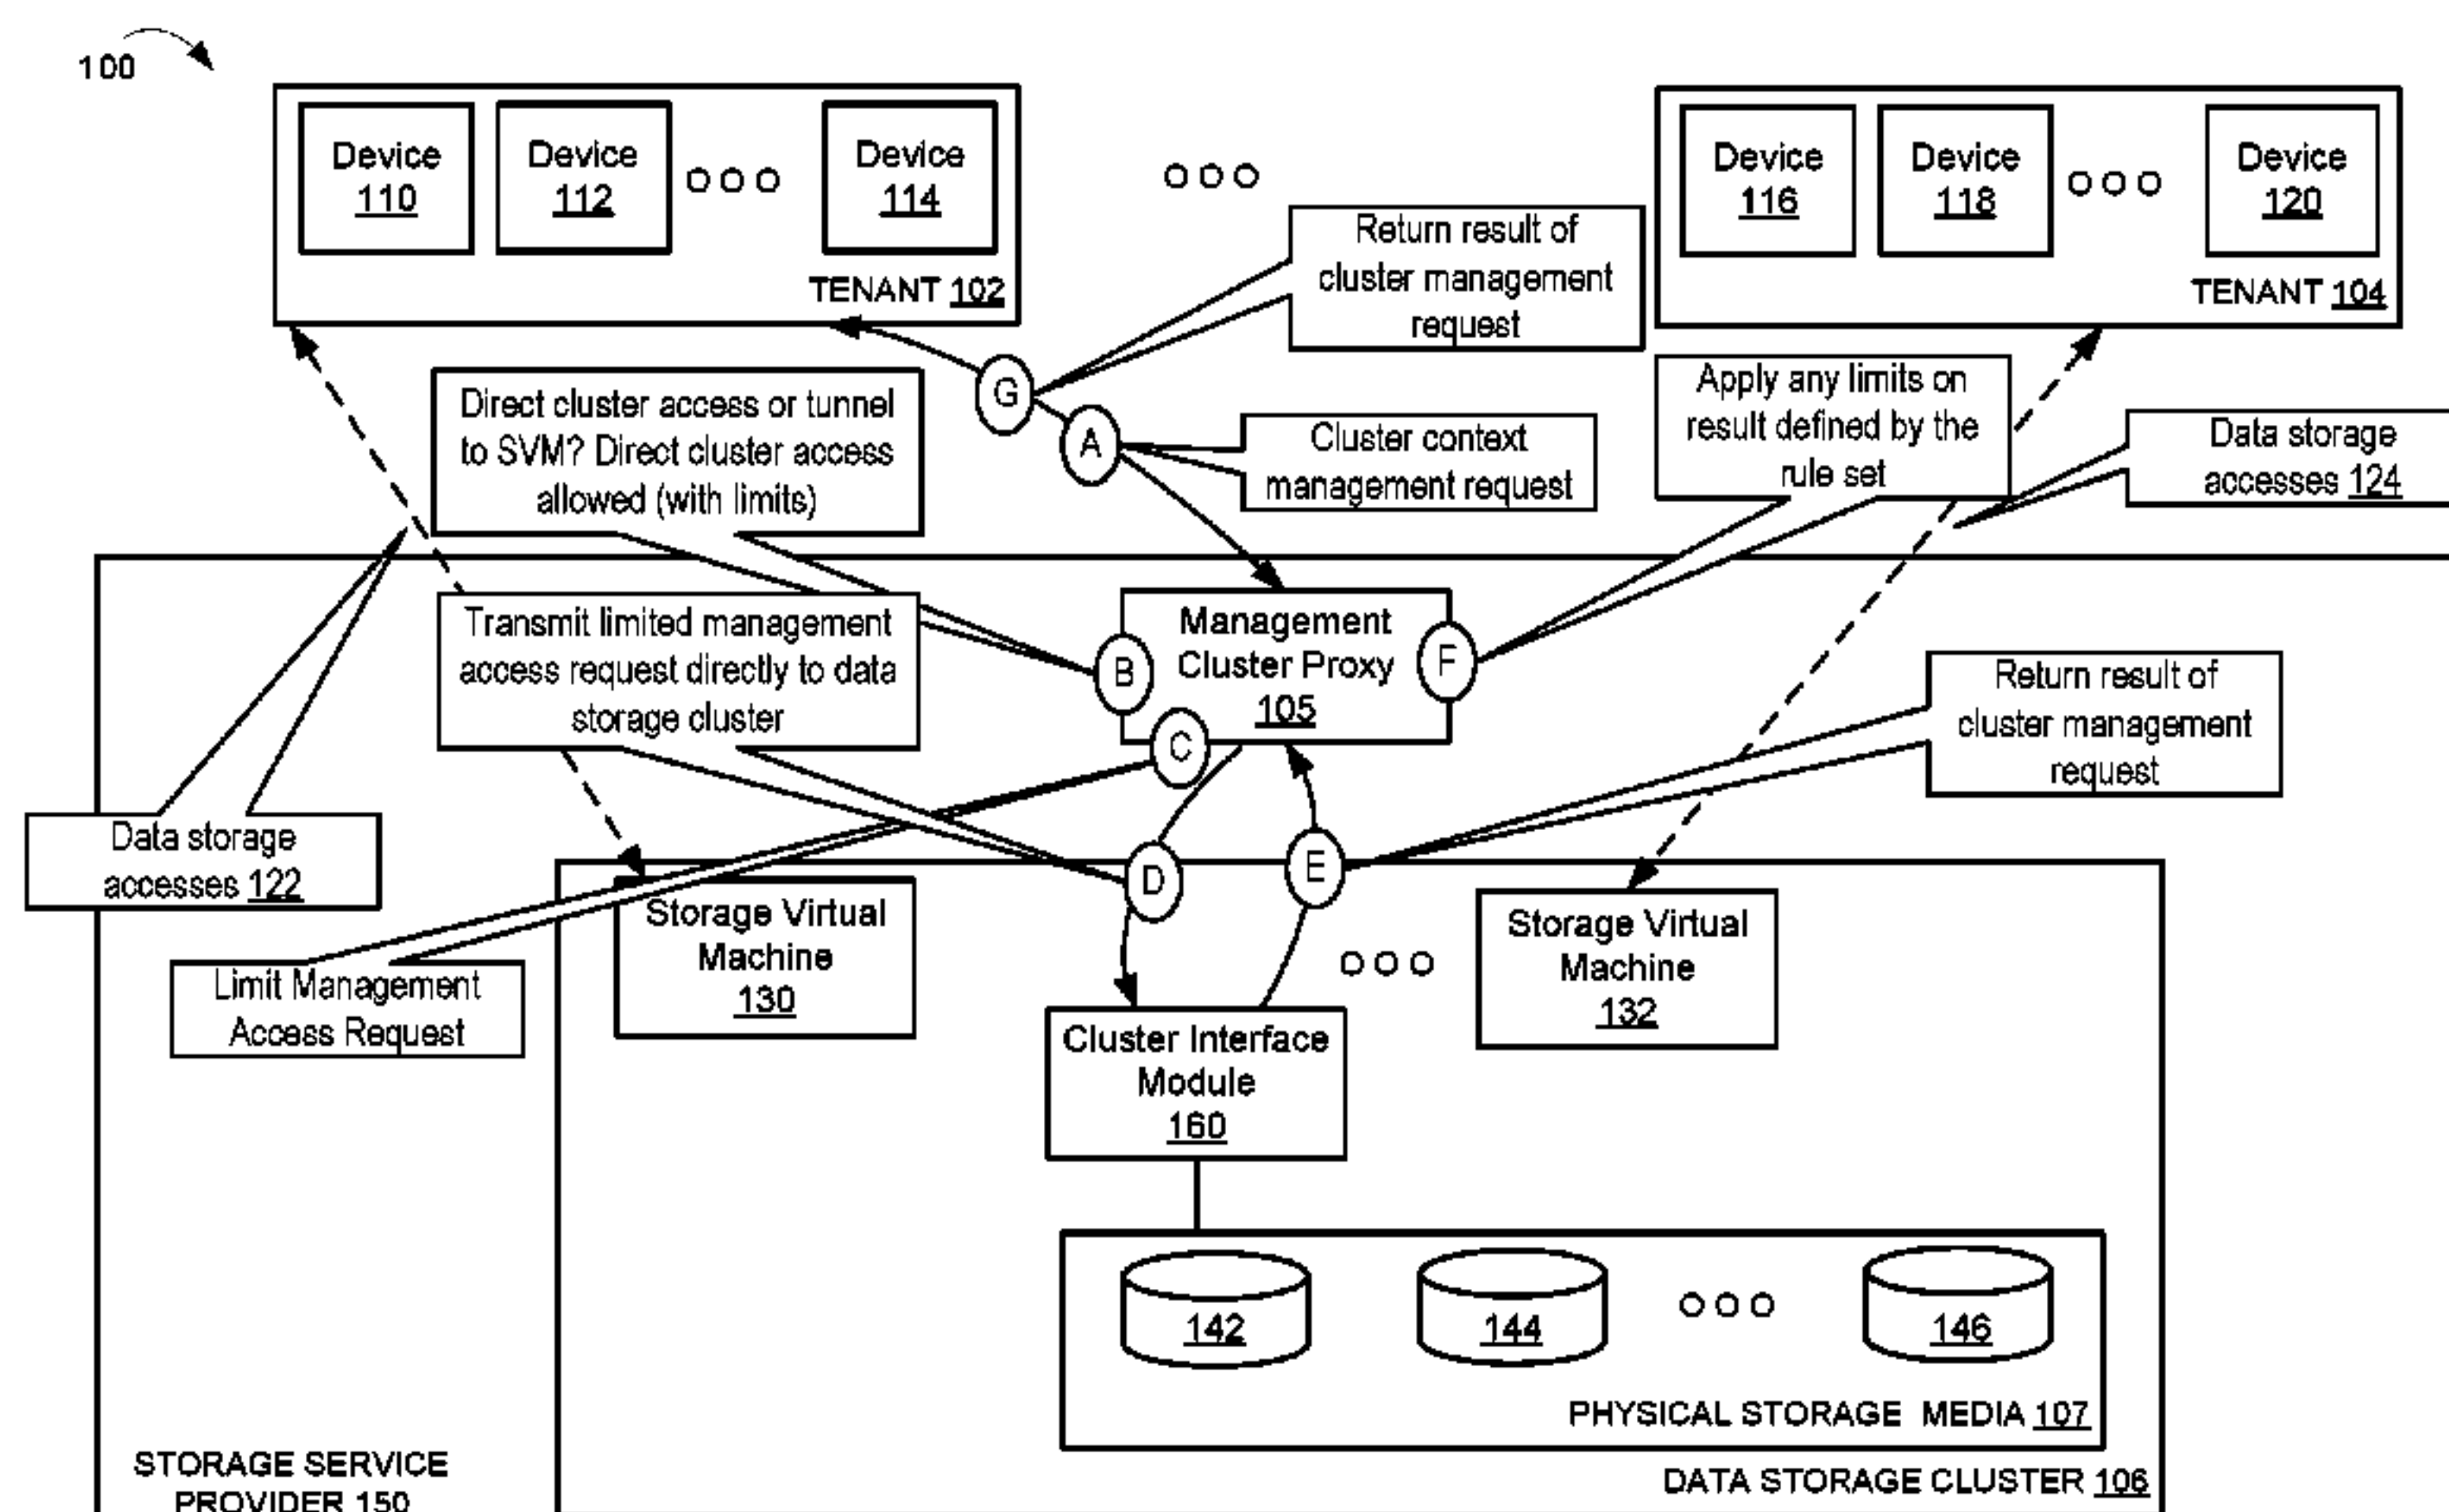 100
Device
110
Device
112
ooo
Device
114
TENANT 102
ooo
Device
116
Device
118
ooo
Device
120
TENANT 104
Return result of
cluster management
request
G
Direct cluster access or tunnel
to SVM? Direct cluster access
allowed (with limits)
A
Cluster context
management request
Apply any limits on
result defined by the
rule set
Data storage
accesses 124
Transmit limited management
access request directly to data
storage cluster
B
Management
Cluster Proxy
105
F
C
Return result of
cluster management
request
Data storage
accesses 122
D
E
Limit Management
Access Request
Storage Virtual
Machine
130
ooo
Storage Virtual
Machine
132
Cluster Interface
Module
160
142
144
ooo
146
PHYSICAL STORAGE MEDIA 107
DATA STORAGE CLUSTER 106
STORAGE SERVICE
PROVIDER 150